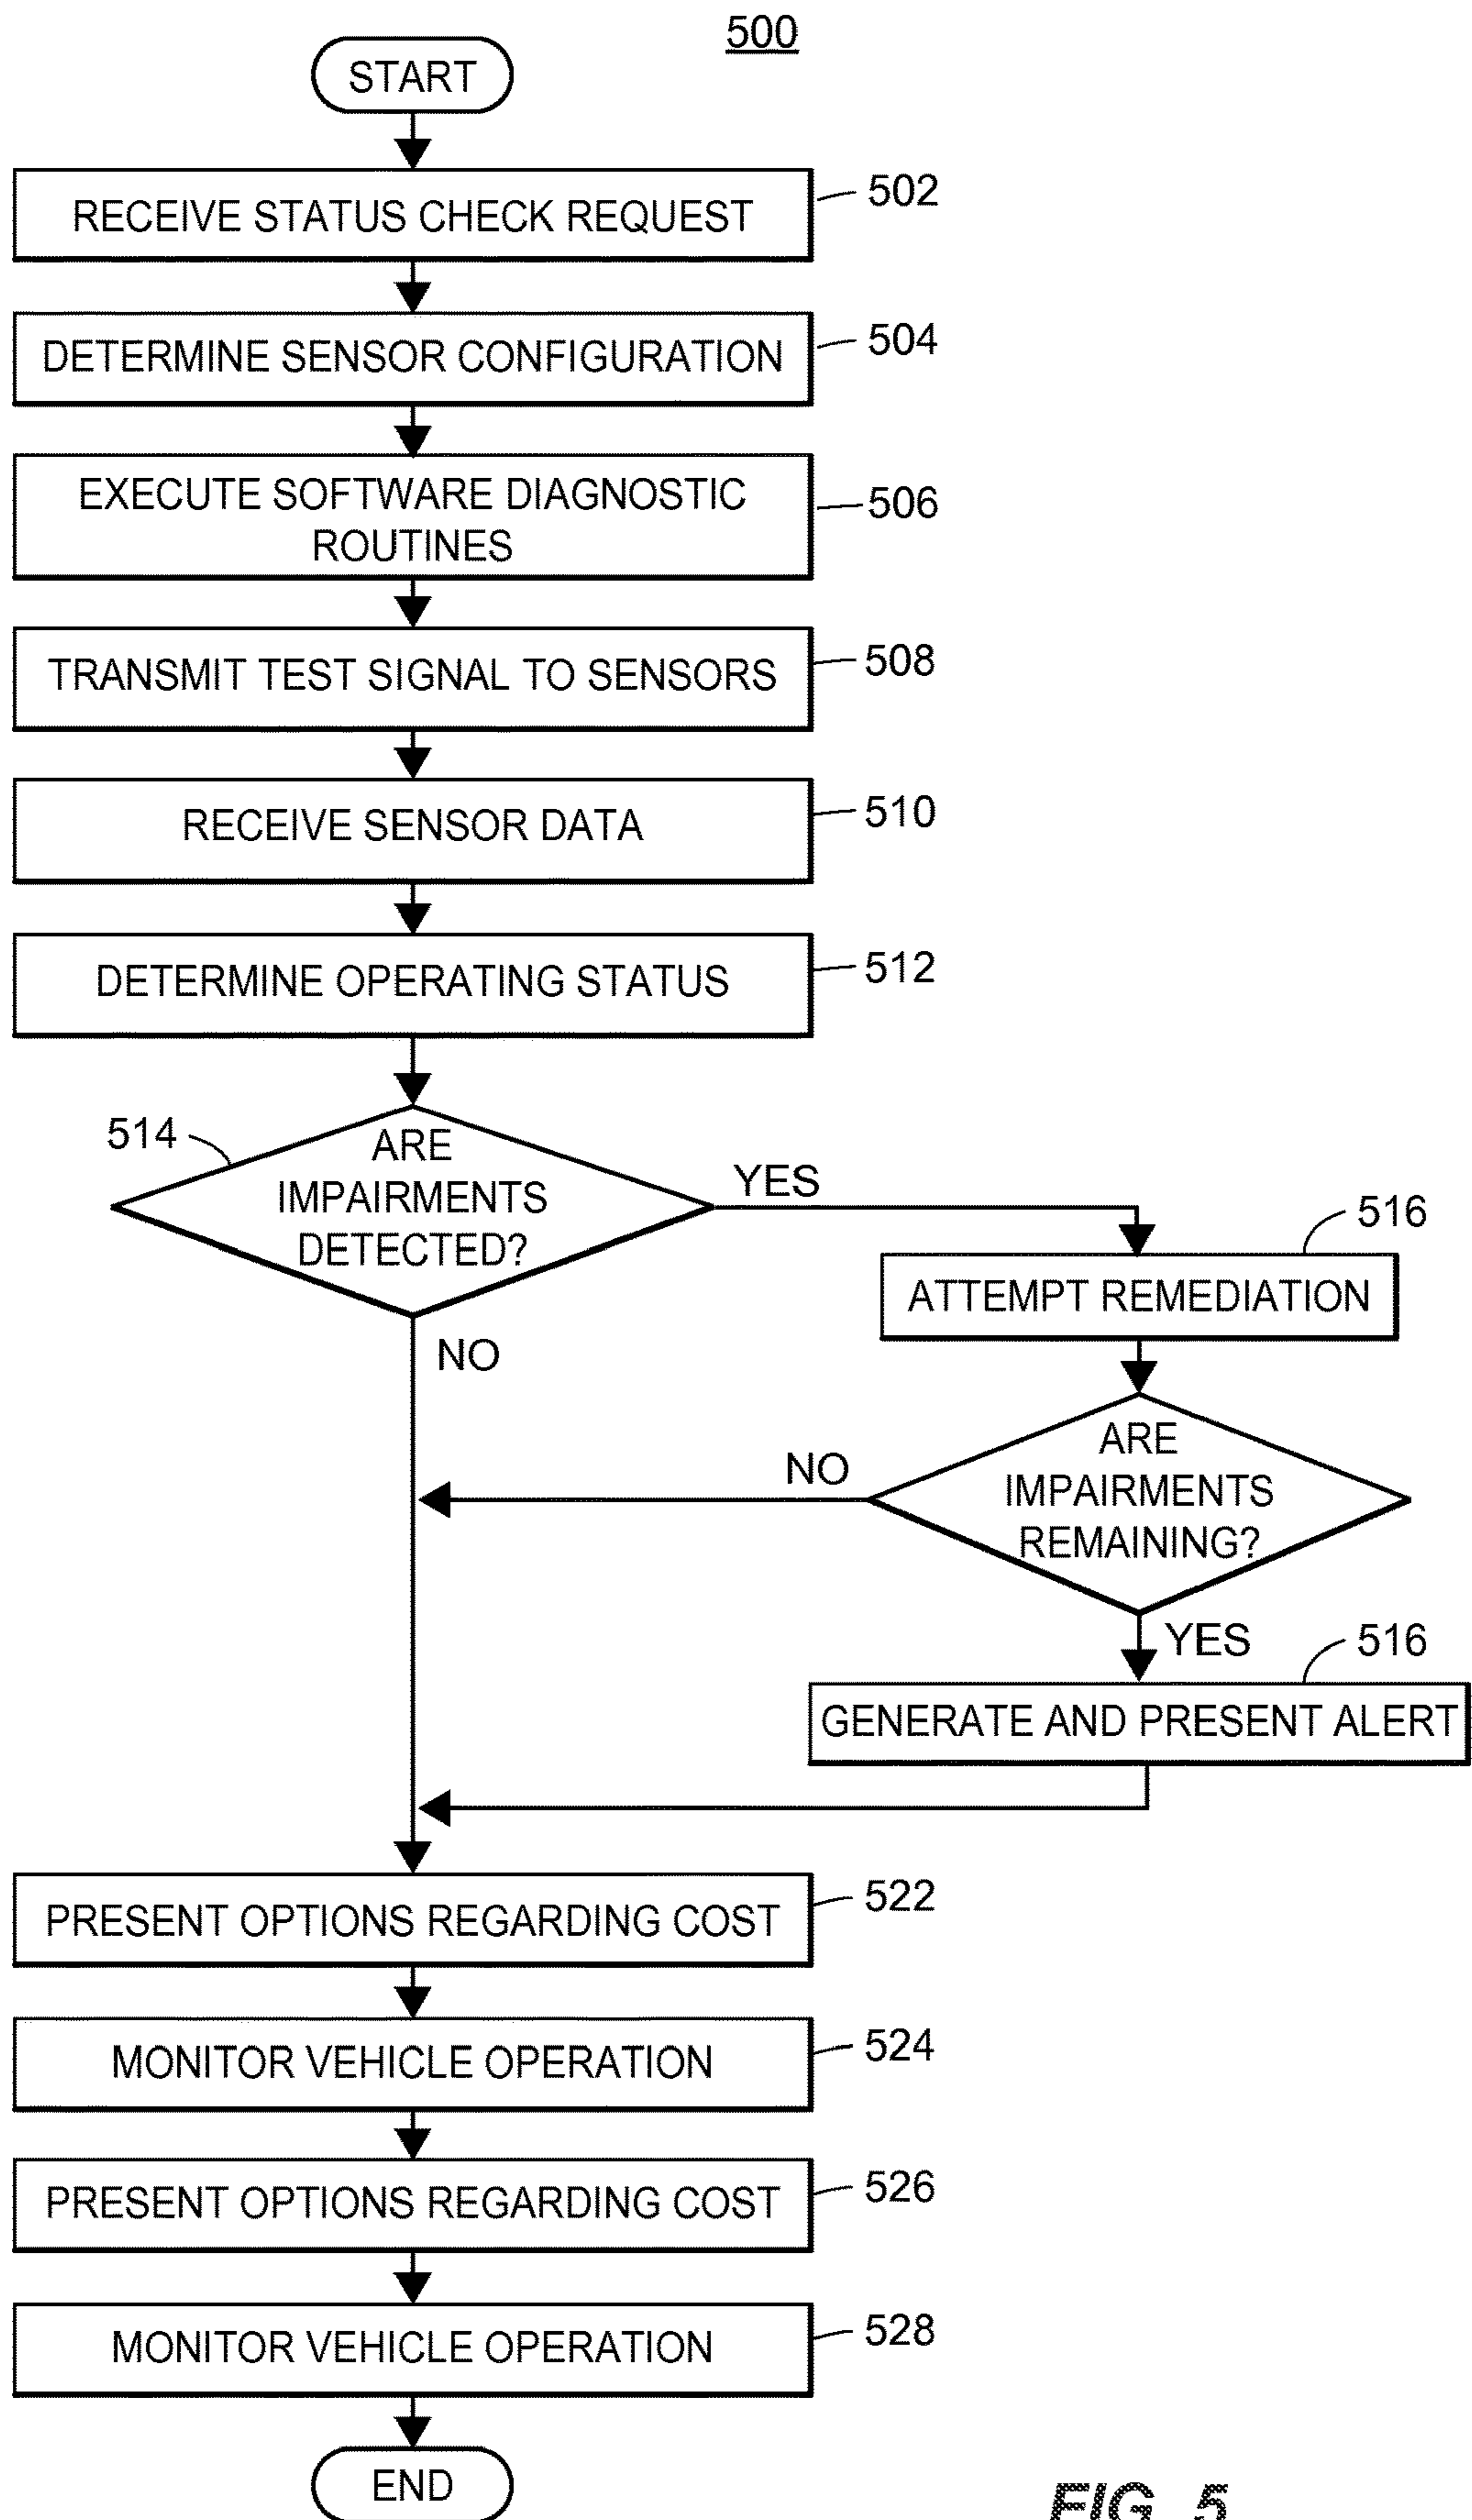 500
START
RECEIVE STATUS CHECK REQUEST
502
DETERMINE SENSOR CONFIGURATION
504
EXECUTE SOFTWARE DIAGNOSTIC
ROUTINES
506
TRANSMIT TEST SIGNAL TO SENSORS
508
RECEIVE SENSOR DATA
510
DETERMINE OPERATING STATUS
512
514
ARE
IMPAIRMENTS
DETECTED?
YES
516
ATTEMPT REMEDIATION
NO
ARE
IMPAIRMENTS
REMAINING?
NO
YES
516
GENERATE AND PRESENT ALERT
PRESENT OPTIONS REGARDING COST
522
MONITOR VEHICLE OPERATION
524
PRESENT OPTIONS REGARDING COST
526
MONITOR VEHICLE OPERATION
528
END
FIG. 5